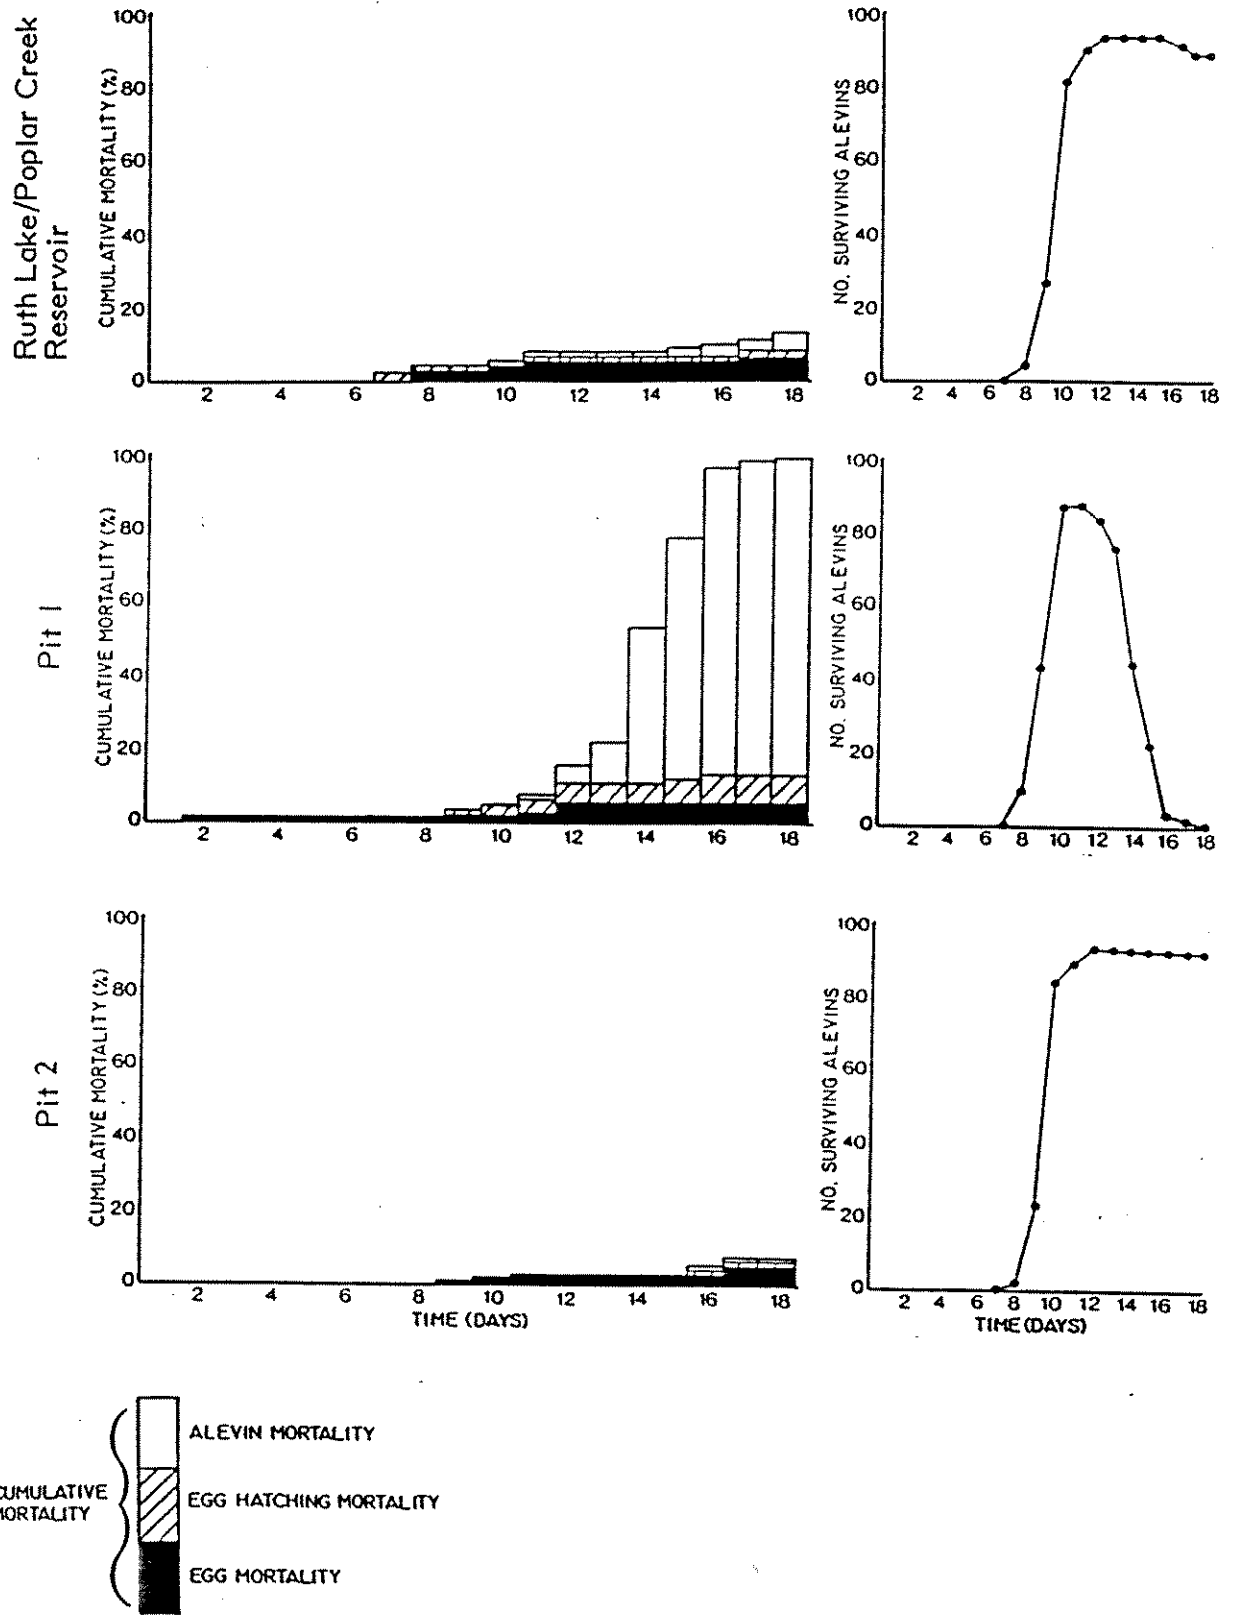 Ruth Lake/Poplar Creek
Reservoir
CUMULATIVE MORTALITY (%)
100
80
60
40
20
0
2 4 6 8 10 12 14 16 18
NO. SURVIVING ALEVINS
100
80
60
40
20
0
2 4 6 8 10 12 14 16 18
Pit 1
CUMULATIVE MORTALITY (%)
100
80
60
40
20
0
2 4 6 8 10 12 14 16 18
NO. SURVIVING ALEVINS
100
80
60
40
20
0
2 4 6 8 10 12 14 16 18
Pit 2
CUMULATIVE MORTALITY (%)
100
80
60
40
20
0
2 4 6 8 10 12 14 16 18
TIME (DAYS)
NO. SURVIVING ALEVINS
100
80
60
40
20
0
2 4 6 8 10 12 14 16 18
TIME (DAYS)
CUMULATIVE
MORTALITY
ALEVIN MORTALITY
EGG HATCHING MORTALITY
EGG MORTALITY